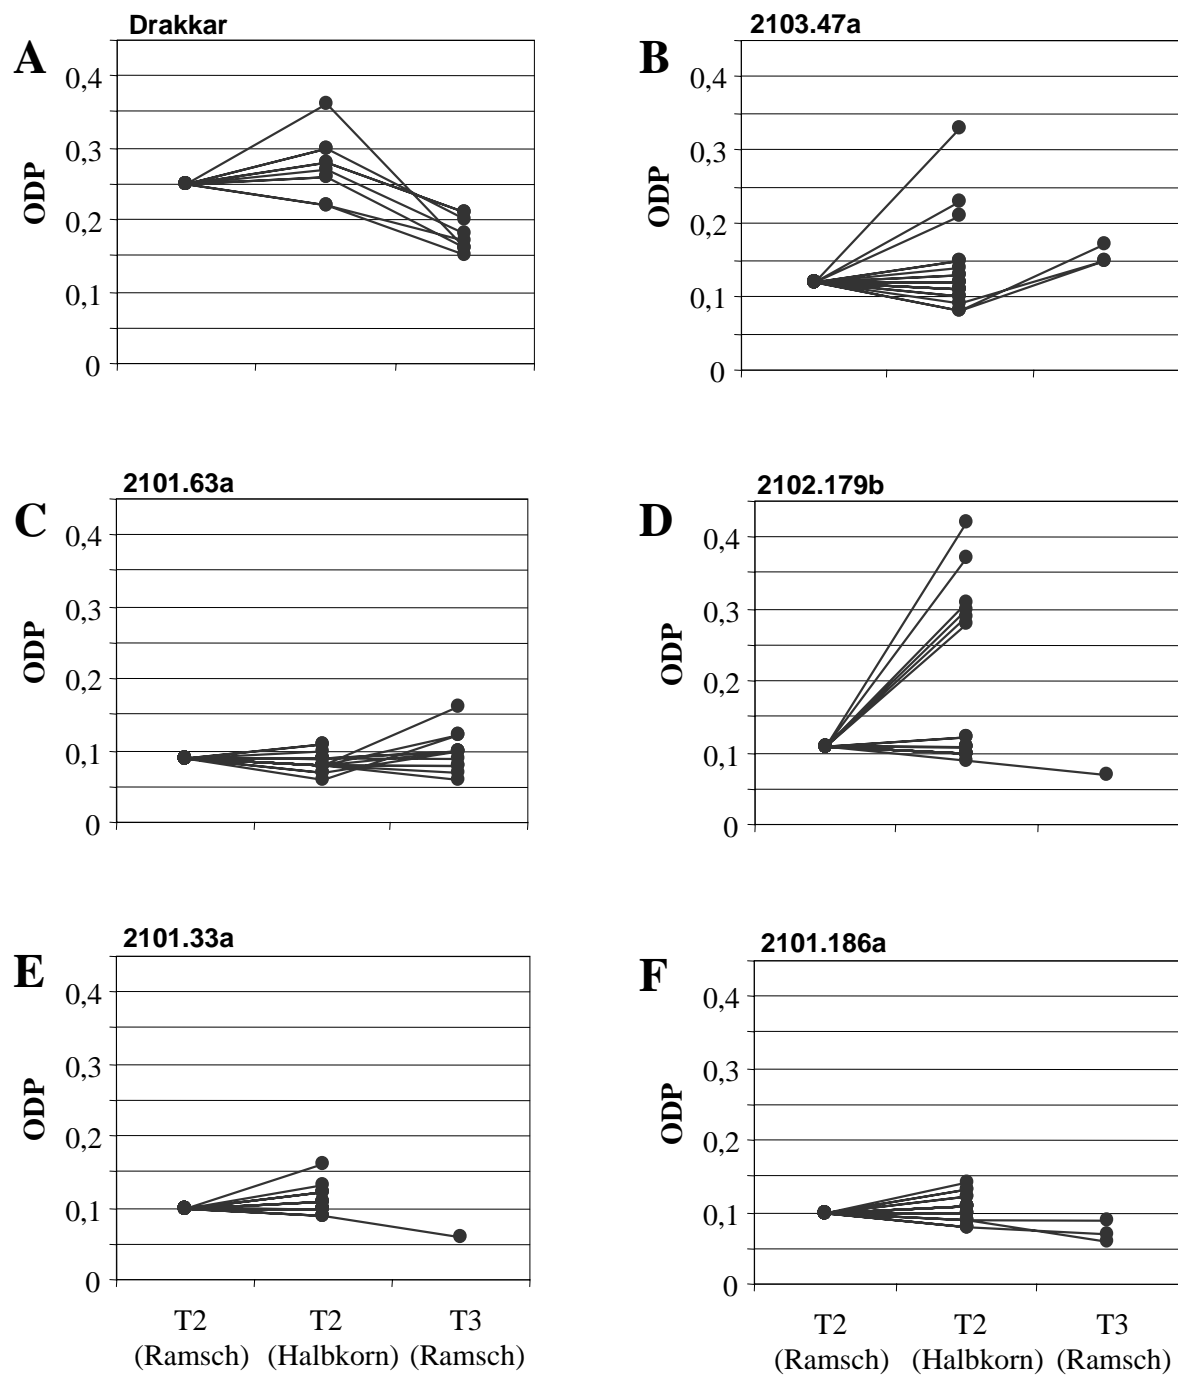 Drakkar
A
0,4
0,3
0,2
0,1
0
ODP
2103.47a
B
0,4
0,3
0,2
0,1
0
ODP
2101.63a
C
0,4
0,3
0,2
0,1
0
ODP
2102.179b
D
0,4
0,3
0,2
0,1
0
ODP
2101.33a
E
0,4
0,3
0,2
0,1
0
ODP
T2 T2 T3
(Ramsch) (Halbkorn) (Ramsch)
2101.186a
F
0,4
0,3
0,2
0,1
0
ODP
T2 T2 T3
(Ramsch) (Halbkorn) (Ramsch)